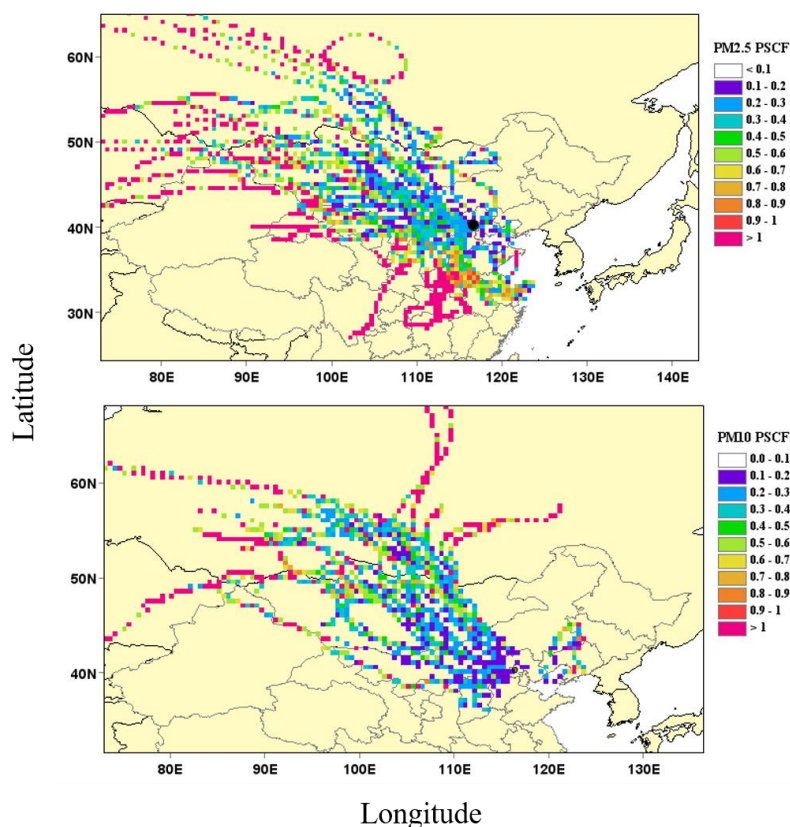 PM2.5 PSCF
< 0.1
0.1 - 0.2
0.2 - 0.3
0.3 - 0.4
0.4 - 0.5
0.5 - 0.6
0.6 - 0.7
0.7 - 0.8
0.8 - 0.9
0.9 - 1
> 1
60N
50N
40N
30N
80E 90E 100E 110E 120E 130E 140E
Latitude
PM10 PSCF
0.0 - 0.1
0.1 - 0.2
0.2 - 0.3
0.3 - 0.4
0.4 - 0.5
0.5 - 0.6
0.6 - 0.7
0.7 - 0.8
0.8 - 0.9
0.9 - 1
> 1
60N
50N
40N
80E 90E 100E 110E 120E 130E
Longitude